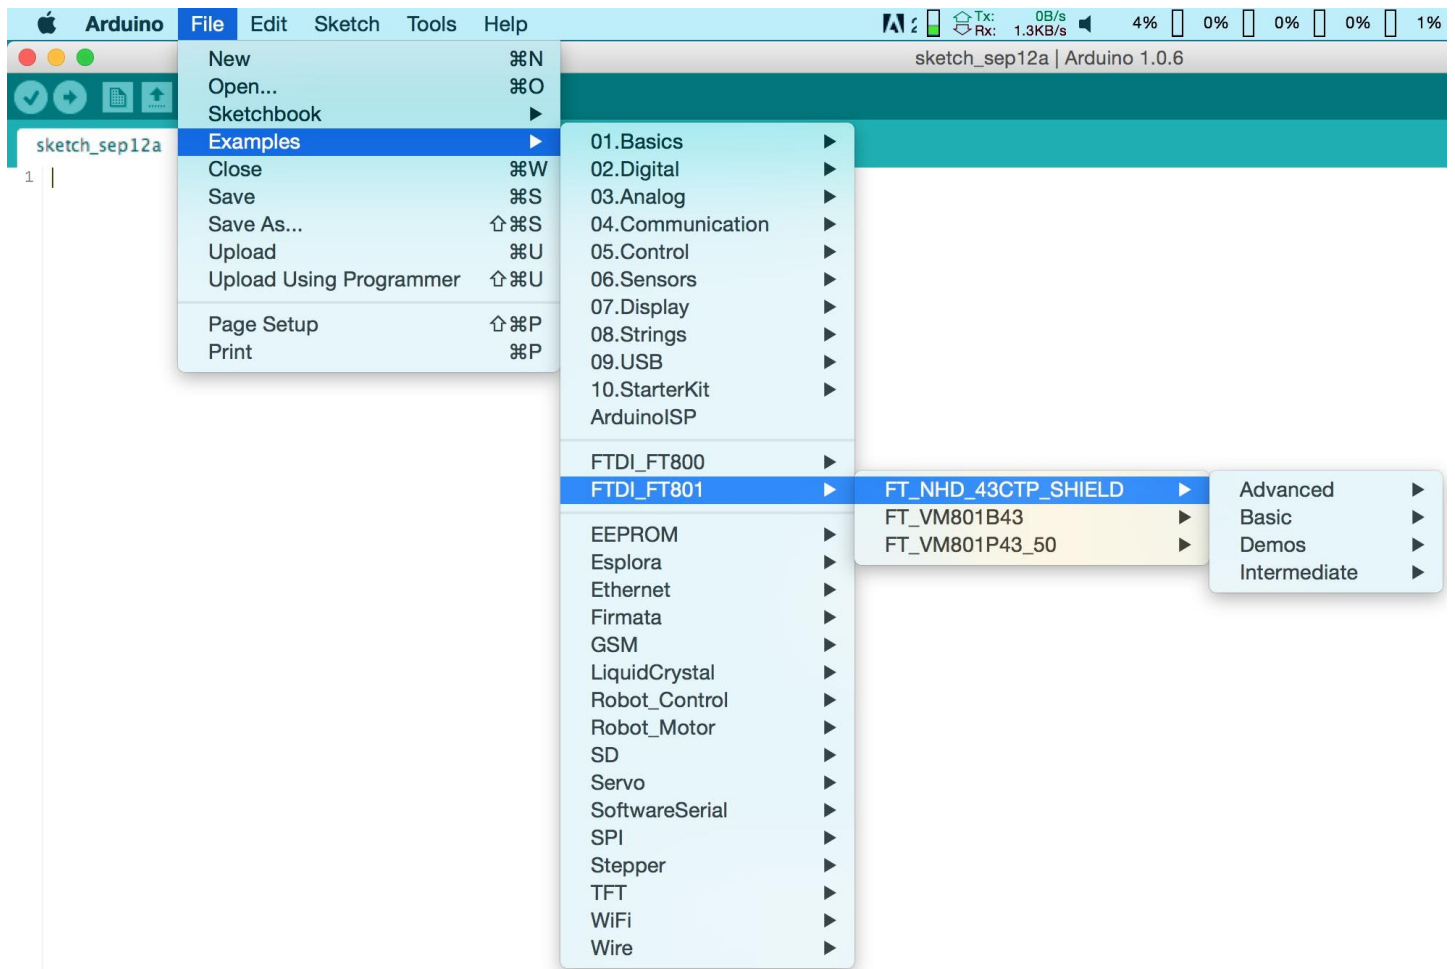 Arduino File Edit Sketch Tools Help
Tx: 0B/s
Rx: 1.3KB/s
4% 0% 0% 0% 1%
sketch_sep12a | Arduino 1.0.6
sketch_sep12a
1
New ⌘N
Open... ⌘O
Sketchbook ▶
Examples ▶
Close ⌘W
Save ⌘S
Save As... ⇧⌘S
Upload ⌘U
Upload Using Programmer ⇧⌘U
Page Setup ⇧⌘P
Print ⌘P
01.Basics ▶
02.Digital ▶
03.Analog ▶
04.Communication ▶
05.Control ▶
06.Sensors ▶
07.Display ▶
08.Strings ▶
09.USB ▶
10.StarterKit ▶
ArduinoISP
FTDI_FT800 ▶
FTDI_FT801 ▶
EEPROM ▶
Esplora ▶
Ethernet ▶
Firmata ▶
GSM ▶
LiquidCrystal ▶
Robot_Control ▶
Robot_Motor ▶
SD ▶
Servo ▶
SoftwareSerial ▶
SPI ▶
Stepper ▶
TFT ▶
WiFi ▶
Wire ▶
FT_NHD_43CTP_SHIELD ▶
FT_VM801B43 ▶
FT_VM801P43_50 ▶
Advanced ▶
Basic ▶
Demos ▶
Intermediate ▶